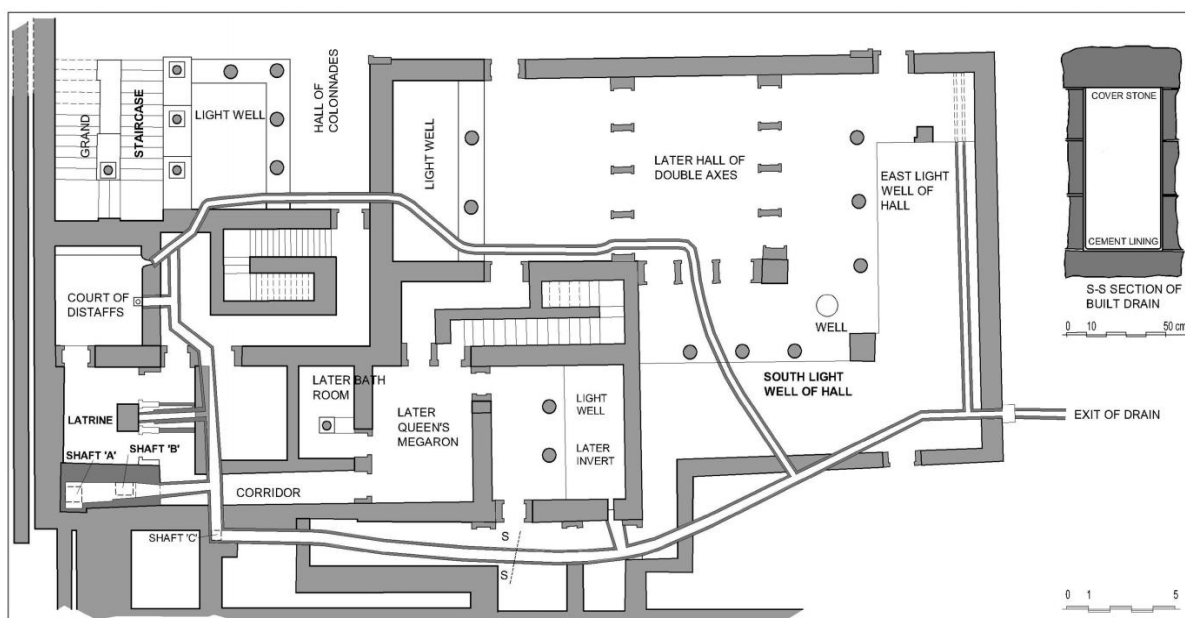 GRAND
STAIRCASE
LIGHT WELL
HALL OF
COLONNADES
LIGHT WELL
LATER HALL OF
DOUBLE AXES
EAST LIGHT
WELL OF
HALL
COVER STONE
CEMENT LINING
S-S SECTION OF
BUILT DRAIN
0 10 50 cm
COURT OF
DISTAFFS
WELL
SOUTH LIGHT
WELL OF HALL
LATER BATH
ROOM
LATER
QUEEN'S
MEGARON
LIGHT
WELL
LATER
INVERT
LATRINE
SHAFT 'A'
SHAFT 'B'
CORRIDOR
EXIT OF DRAIN
SHAFT 'C'
S
S
0 1 5